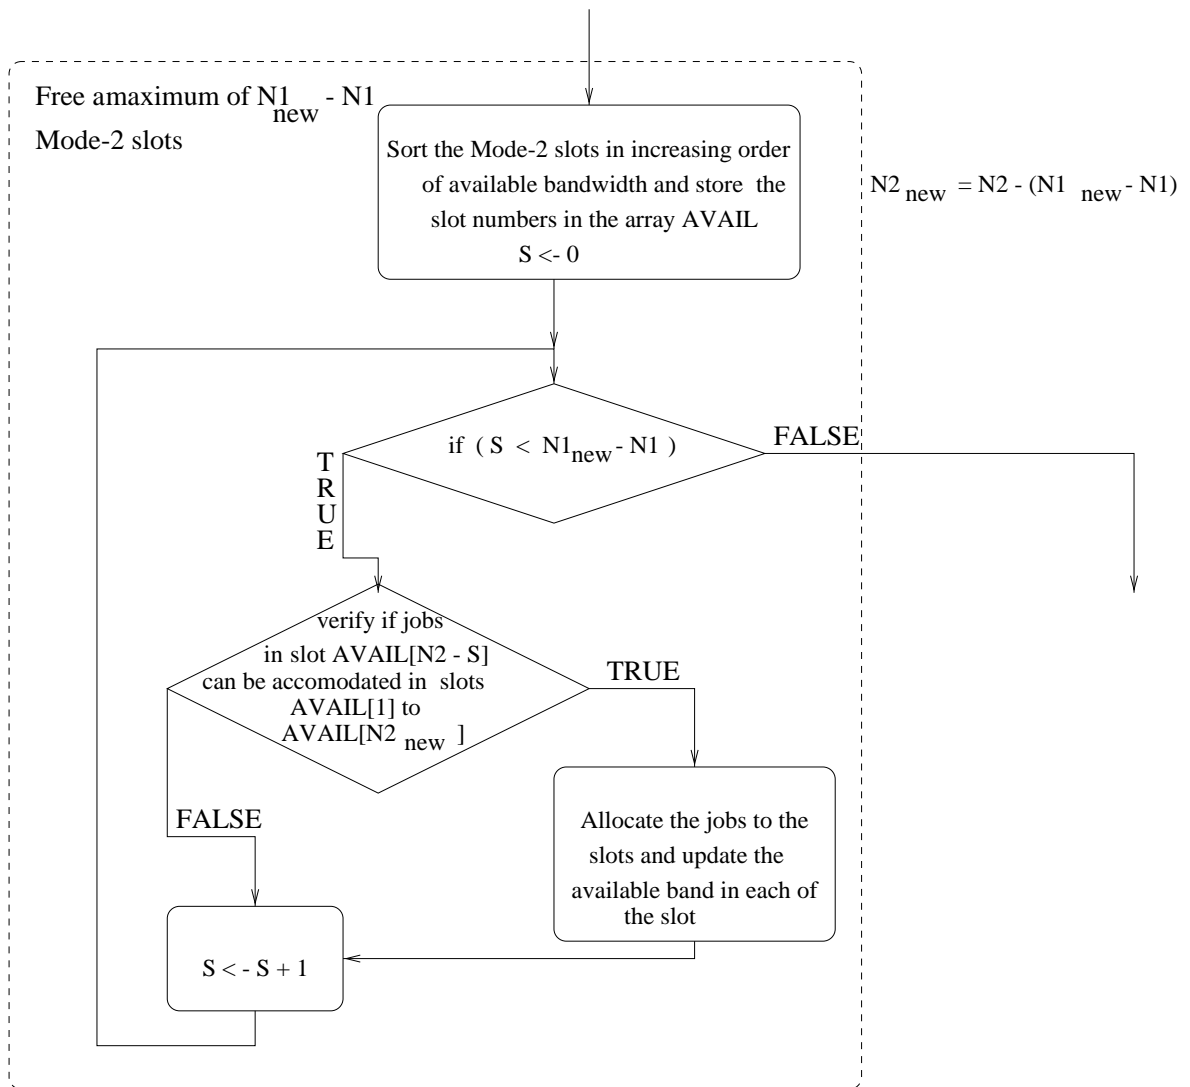 Free amaximum of N1new - N1
Mode-2 slots
Sort the Mode-2 slots in increasing order
of available bandwidth and store the
slot numbers in the array AVAIL
S <- 0
N2new = N2 - (N1 new - N1)
if ( S < N1new - N1 )
FALSE
TRUE
verify if jobs
in slot AVAIL[N2 - S]
can be accomodated in slots
AVAIL[1] to
AVAIL[N2 new ]
TRUE
FALSE
Allocate the jobs to the
slots and update the
available band in each of
the slot
S < - S + 1